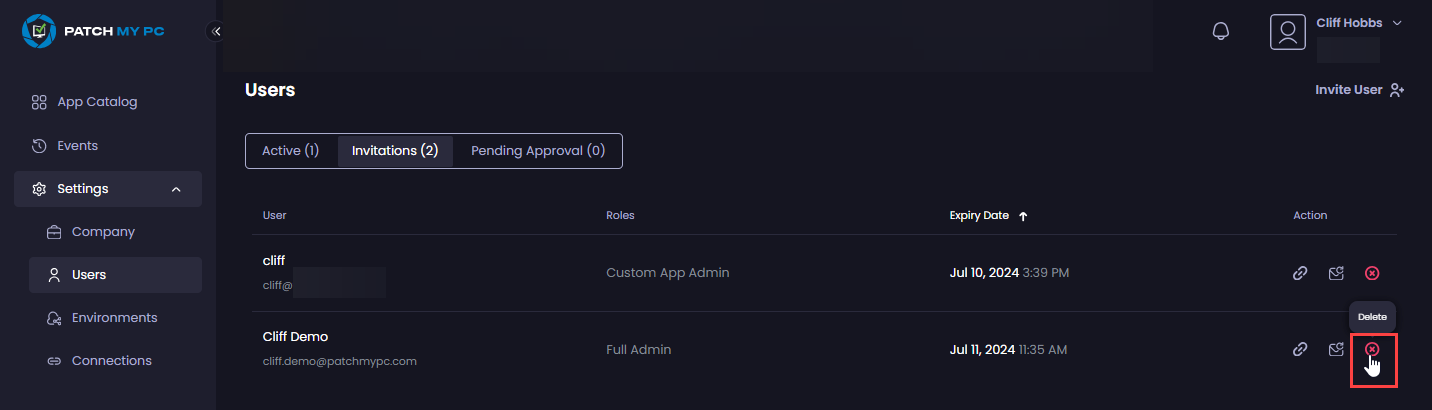 PATCH MY PC
Cliff Hobbs
App Catalog
Events
Settings
Company
Users
Environments
Connections
Users
Invite User
Active (1)
Invitations (2)
Pending Approval (0)
User
Roles
Expiry Date
Action
cliff
cliff@
Custom App Admin
Jul 10, 2024 3:39 PM
Delete
Cliff Demo
cliff.demo@patchmypc.com
Full Admin
Jul 11, 2024 11:35 AM